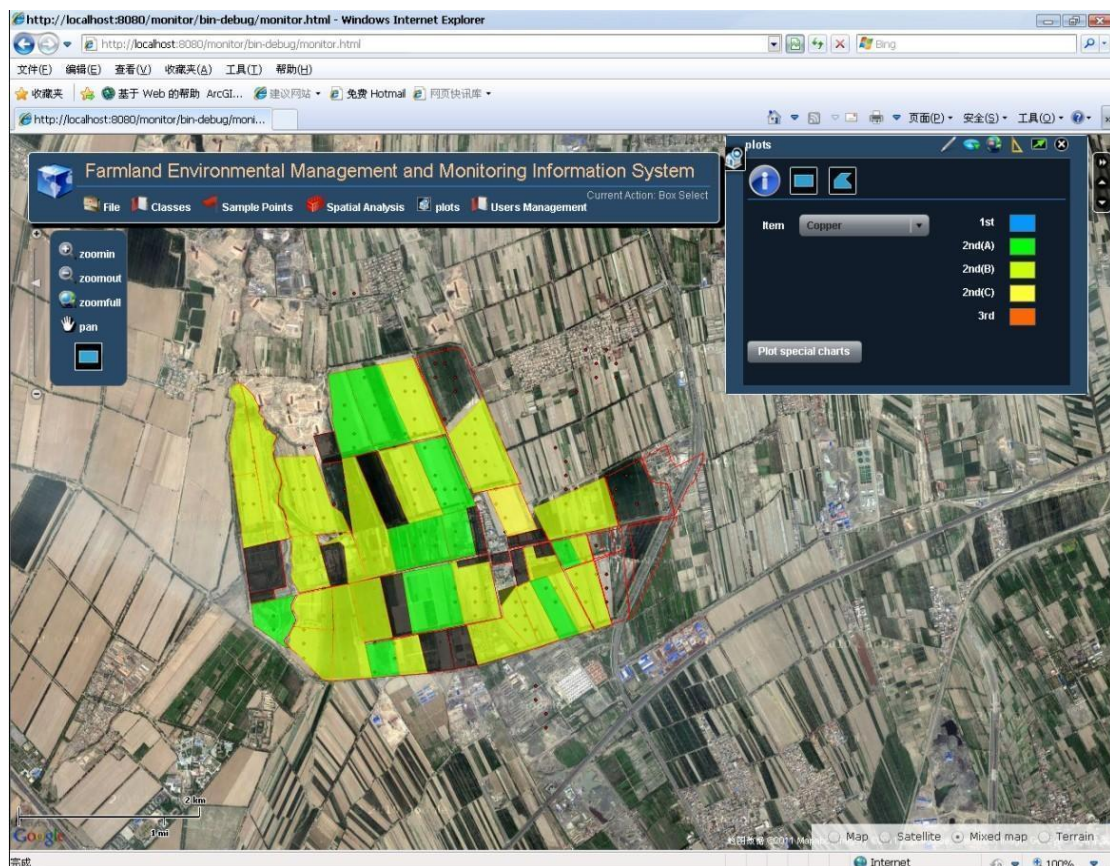 http://localhost:8080/monitor/bin-debug/monitor.html - Windows Internet Explorer
http://localhost:8080/monitor/bin-debug/monitor.html
Bing
文件(F) 编辑(E) 查看(V) 收藏夹(A) 工具(T) 帮助(H)
收藏夹 基于 Web 的帮助 ArcGI... 建议网站 免费 Hotmail 网页快讯库
http://localhost:8080/monitor/bin-debug/moni...
页面(P) 安全(S) 工具(O)
Farmland Environmental Management and Monitoring Information System
Current Action: Box Select
File Classes Sample Points Spatial Analysis plots Users Management
zoomin
zoomout
zoomfull
pan
plots
Item Copper
1st
2nd(A)
2nd(B)
2nd(C)
3rd
Plot special charts
2 km
1 mi
Google
©2011
Map Satellite Mixed map Terrain
完成
Internet
100%